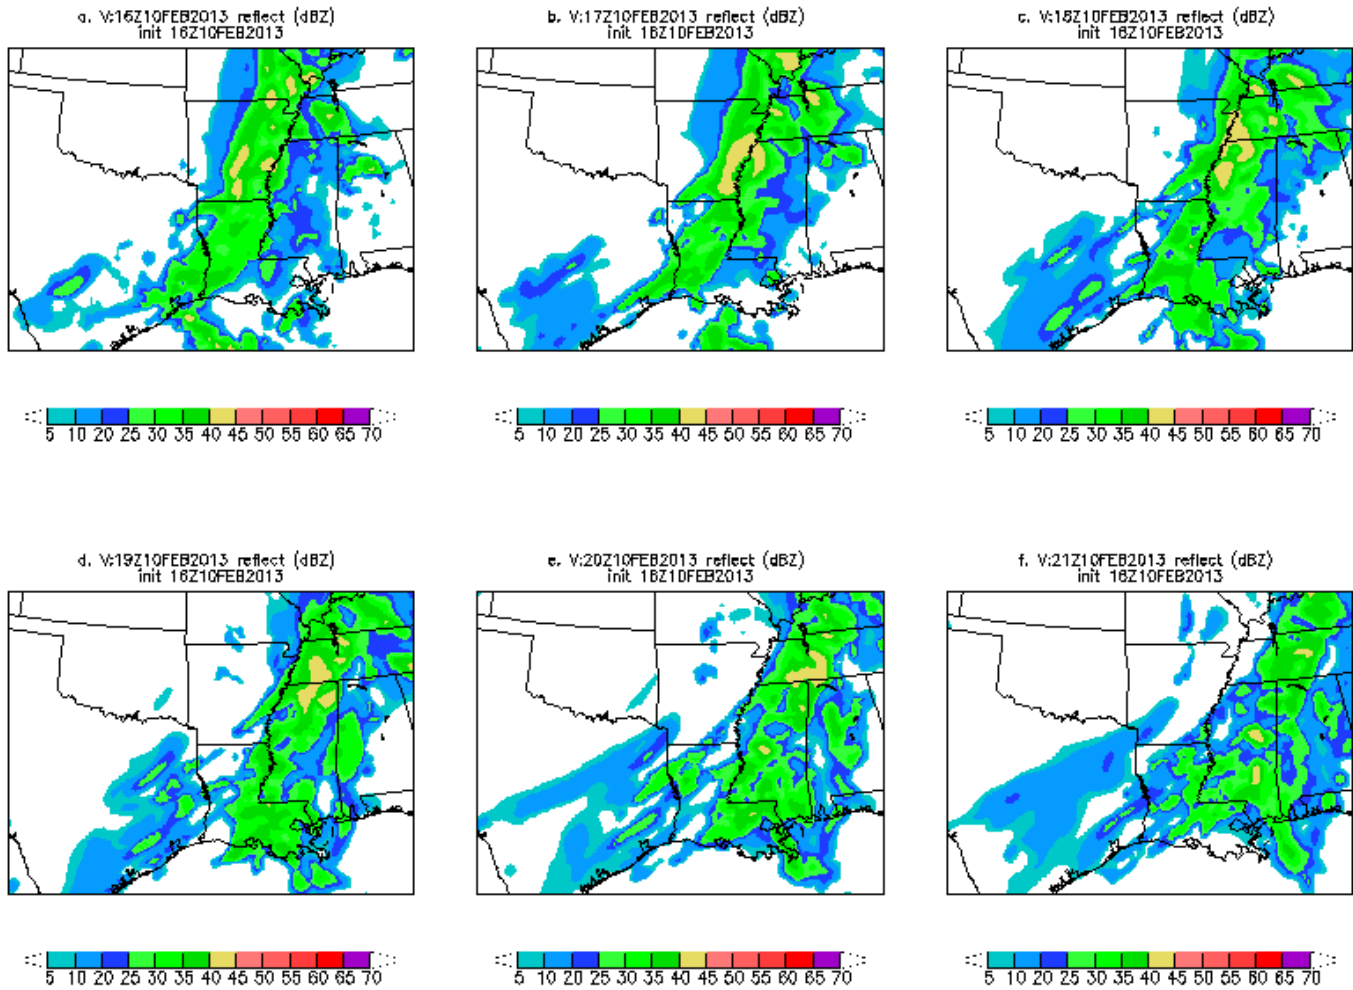 a. V:16Z10FEB2013 reflect (dBZ)
init 16Z10FEB2013
b. V:17Z10FEB2013 reflect (dBZ)
init 16Z10FEB2013
c. V:18Z10FEB2013 reflect (dBZ)
init 16Z10FEB2013
5 10 20 25 30 35 40 45 50 55 60 65 70
5 10 20 25 30 35 40 45 50 55 60 65 70
5 10 20 25 30 35 40 45 50 55 60 65 70
d. V:19Z10FEB2013 reflect (dBZ)
init 16Z10FEB2013
e. V:20Z10FEB2013 reflect (dBZ)
init 16Z10FEB2013
f. V:21Z10FEB2013 reflect (dBZ)
init 16Z10FEB2013
5 10 20 25 30 35 40 45 50 55 60 65 70
5 10 20 25 30 35 40 45 50 55 60 65 70
5 10 20 25 30 35 40 45 50 55 60 65 70